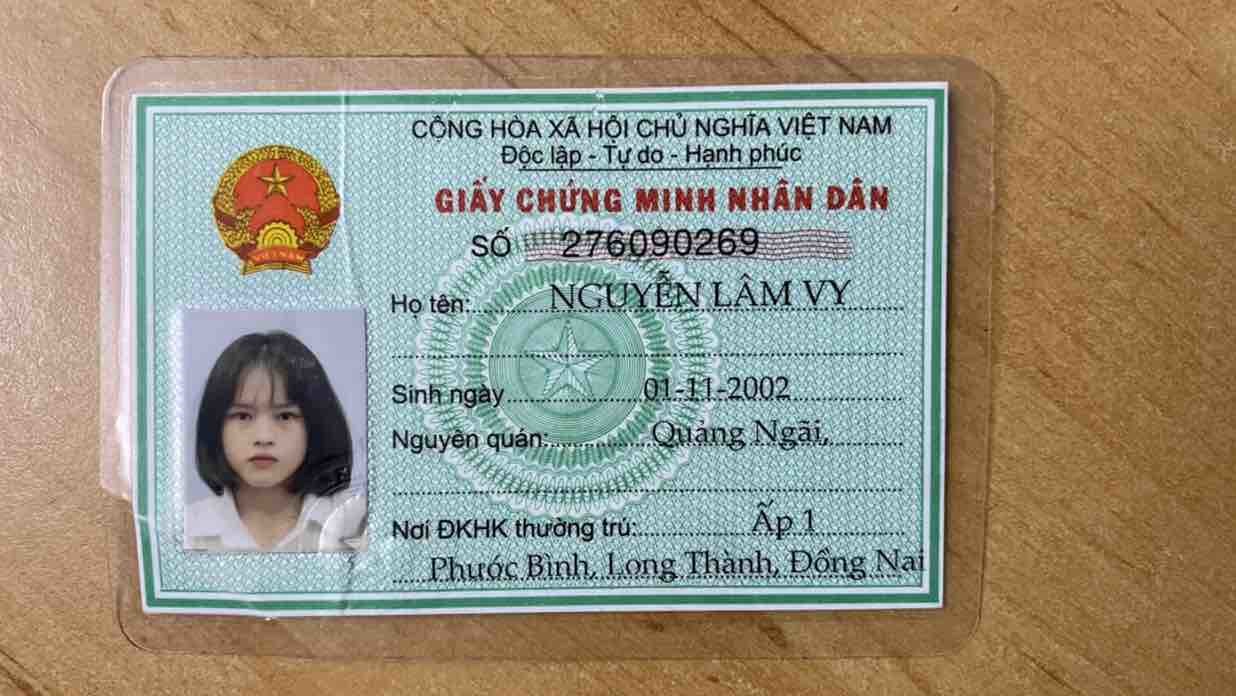 CỘNG HÒA XÃ HỘI CHỦ NGHĨA VIỆT NAM
Độc lập - Tự do - Hạnh phúc
GIẤY CHỨNG MINH NHÂN DÂN
SỐ 276090269
VIỆT NAM
Họ tên: NGUYỄN LÂM VY
Sinh ngày 01-11-2002
Nguyên quán: Quảng Ngãi,
Nơi ĐKHK thường trú: Ấp 1
Phước Bình, Long Thành, Đồng Nai